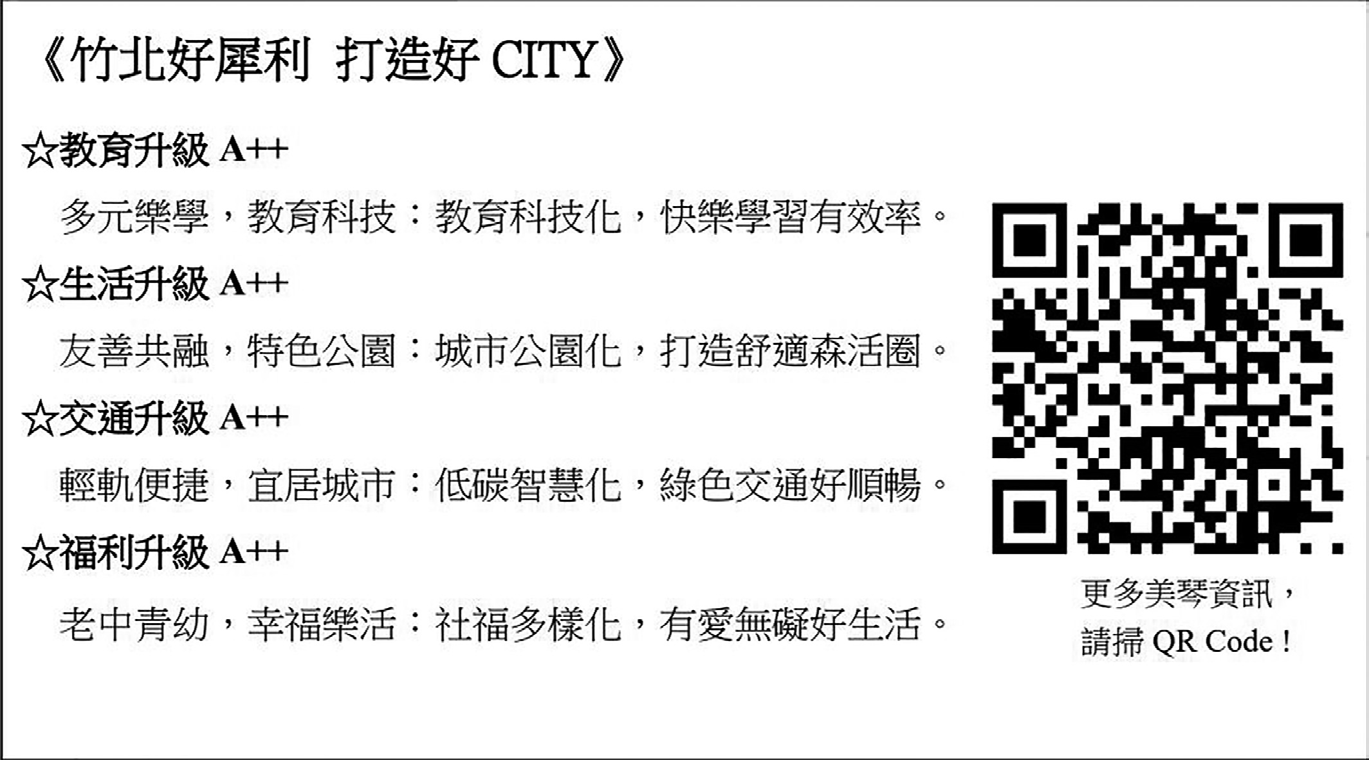 《竹北好犀利 打造好 CITY》
☆教育升級 A++
多元樂學，教育科技：教育科技化，快樂學習有效率。
☆生活升級 A++
友善共融，特色公園：城市公園化，打造舒適森活圈。
☆交通升級 A++
輕軌便捷，宜居城市：低碳智慧化，綠色交通好順暢。
☆福利升級 A++
老中青幼，幸福樂活：社福多樣化，有愛無礙好生活。
更多美琴資訊，
請掃 QR Code！